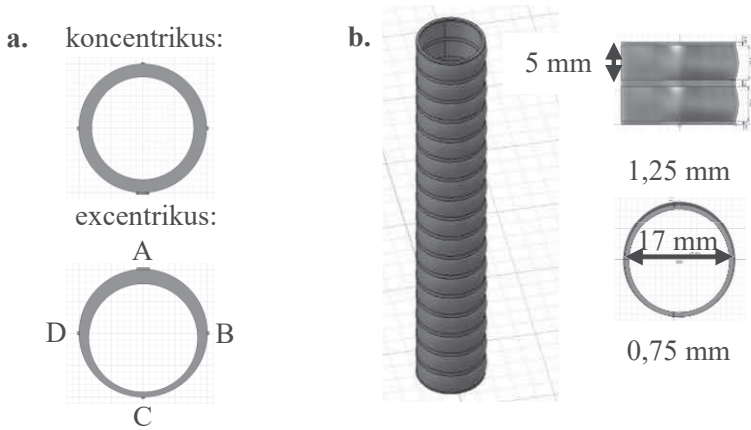 a.
koncentrikus:
excentrikus:
A
D
B
C
b.
5 mm
1,25 mm
17 mm
0,75 mm